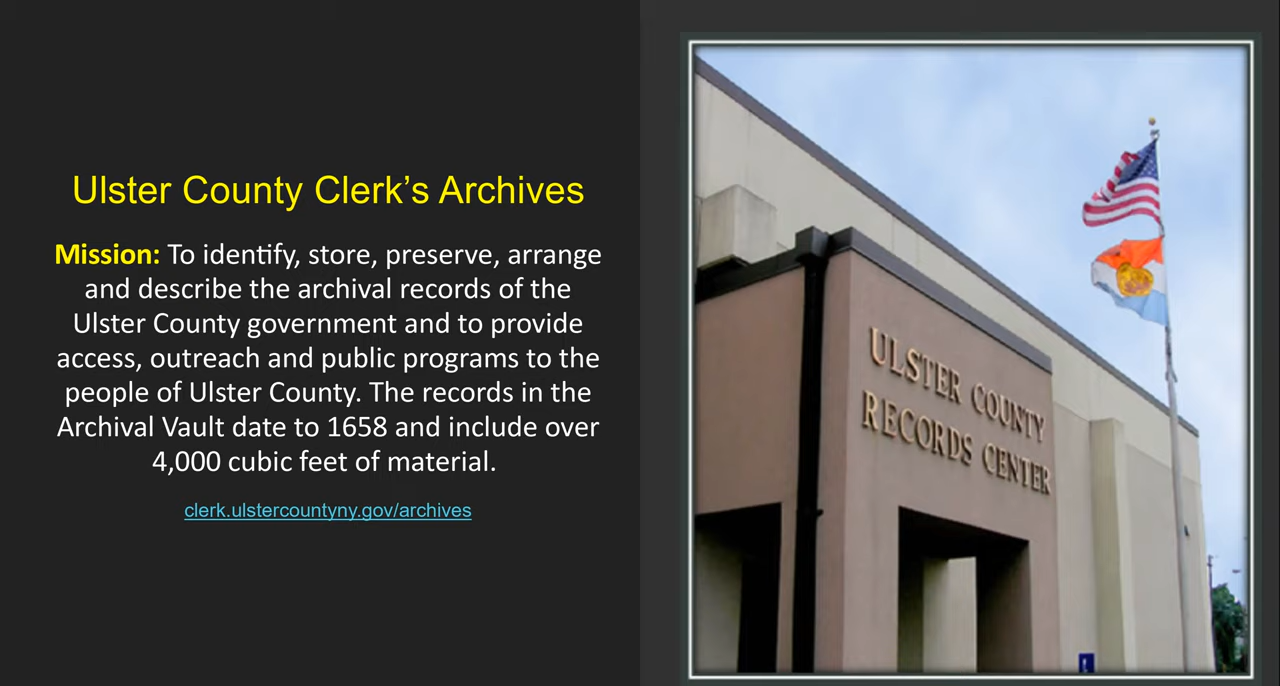 Ulster County Clerk’s Archives
Mission: To identify, store, preserve, arrange
and describe the archival records of the
Ulster County government and to provide
access, outreach and public programs to the
people of Ulster County. The records in the
Archival Vault date to 1658 and include over
4,000 cubic feet of material.
clerk.ulstercountyny.gov/archives
ULSTER COUNTY
RECORDS CENTER